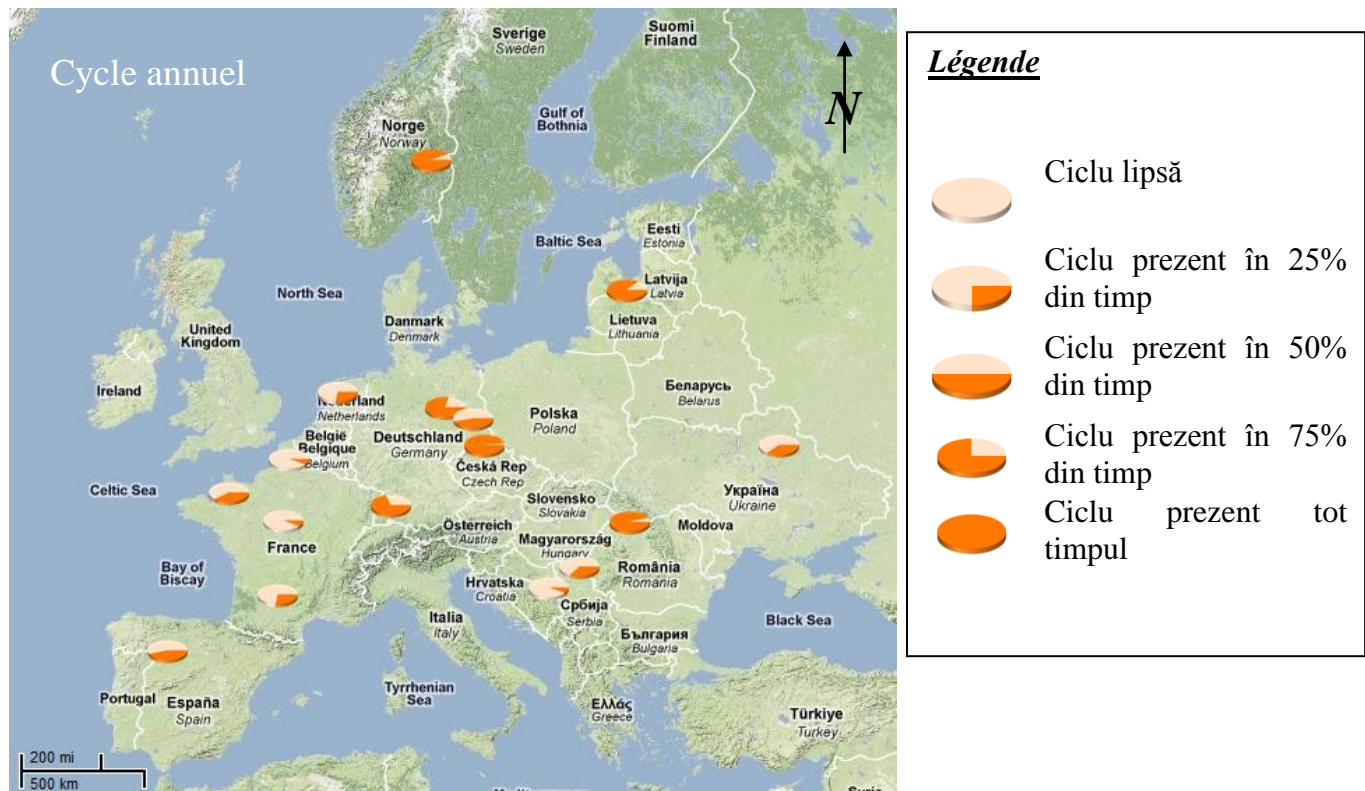 Cycle annuel
N
Sverige
Sweden
Suomi
Finland
Gulf of
Bothnia
Norge
Norway
Eesti
Estonia
Baltic Sea
Latvija
Latvia
North Sea
Lietuva
Lithuania
Danmark
Denmark
United
Kingdom
Ireland
Беларусь
Belarus
Nederland
Netherlands
Polska
Poland
België
Belgique
Belgium
Deutschland
Germany
Česká Rep
Czech Rep
Celtic Sea
Україна
Ukraine
Slovensko
Slovakia
Moldova
Österreich
Austria
Magyarország
Hungary
France
Bay of
Biscay
România
Romania
Hrvatska
Croatia
Србија
Serbia
Italia
Italy
Black Sea
България
Bulgaria
Portugal
España
Spain
Tyrrhenian
Sea
Ελλάς
Greece
Türkiye
Turkey
200 mi
500 km
Légende
Ciclu lipsă
Ciclu prezent în 25%
din timp
Ciclu prezent în 50%
din timp
Ciclu prezent în 75%
din timp
Ciclu prezent tot
timpul